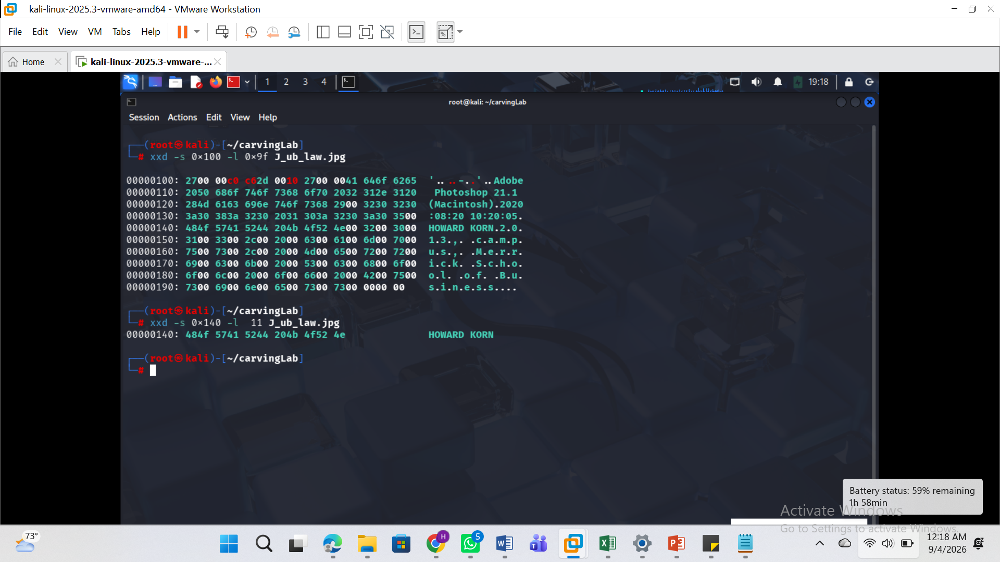 kali-linux-2025.3-vmware-amd64 - VMware Workstation
File Edit View VM Tabs Help
Home
kali-linux-2025.3-vmware-...
1 2 3 4
19:18
root@kali: ~/carvingLab
Session Actions Edit View Help
┌──(root㉿kali)-[~/carvingLab]
└─# xxd -s 0×100 -l 0×9f J_ub_law.jpg
00000100: 2700 00c0 c62d 0010 2700 0041 646f 6265 '....-..'..Adobe
00000110: 2050 686f 746f 7368 6f70 2032 312e 3120 Photoshop 21.1
00000120: 284d 6163 696e 746f 7368 2900 3230 3230 (Macintosh).2020
00000130: 3a30 383a 3230 2031 303a 3230 3a30 3500 :08:20 10:20:05.
00000140: 484f 5741 5244 204b 4f52 4e00 3200 3000 HOWARD KORN.2.0.
00000150: 3100 3300 2c00 2000 6300 6100 6d00 7000 1.3.,. .c.a.m.p.
00000160: 7500 7300 2c00 2000 4d00 6500 7200 7200 u.s.,. .M.e.r.r.
00000170: 6900 6300 6b00 2000 5300 6300 6800 6f00 i.c.k. .S.c.h.o.
00000180: 6f00 6c00 2000 6f00 6600 2000 4200 7500 o.l. .o.f. .B.u.
00000190: 7300 6900 6e00 6500 7300 7300 0000 00 s.i.n.e.s.s....
┌──(root㉿kali)-[~/carvingLab]
└─# xxd -s 0×140 -l 11 J_ub_law.jpg
00000140: 484f 5741 5244 204b 4f52 4e HOWARD KORN
┌──(root㉿kali)-[~/carvingLab]
└─#
Battery status: 59% remaining
1h 58min
Activate Windows
Go to Settings to activate Windows.
73°
H
5
12:18 AM
9/4/2026